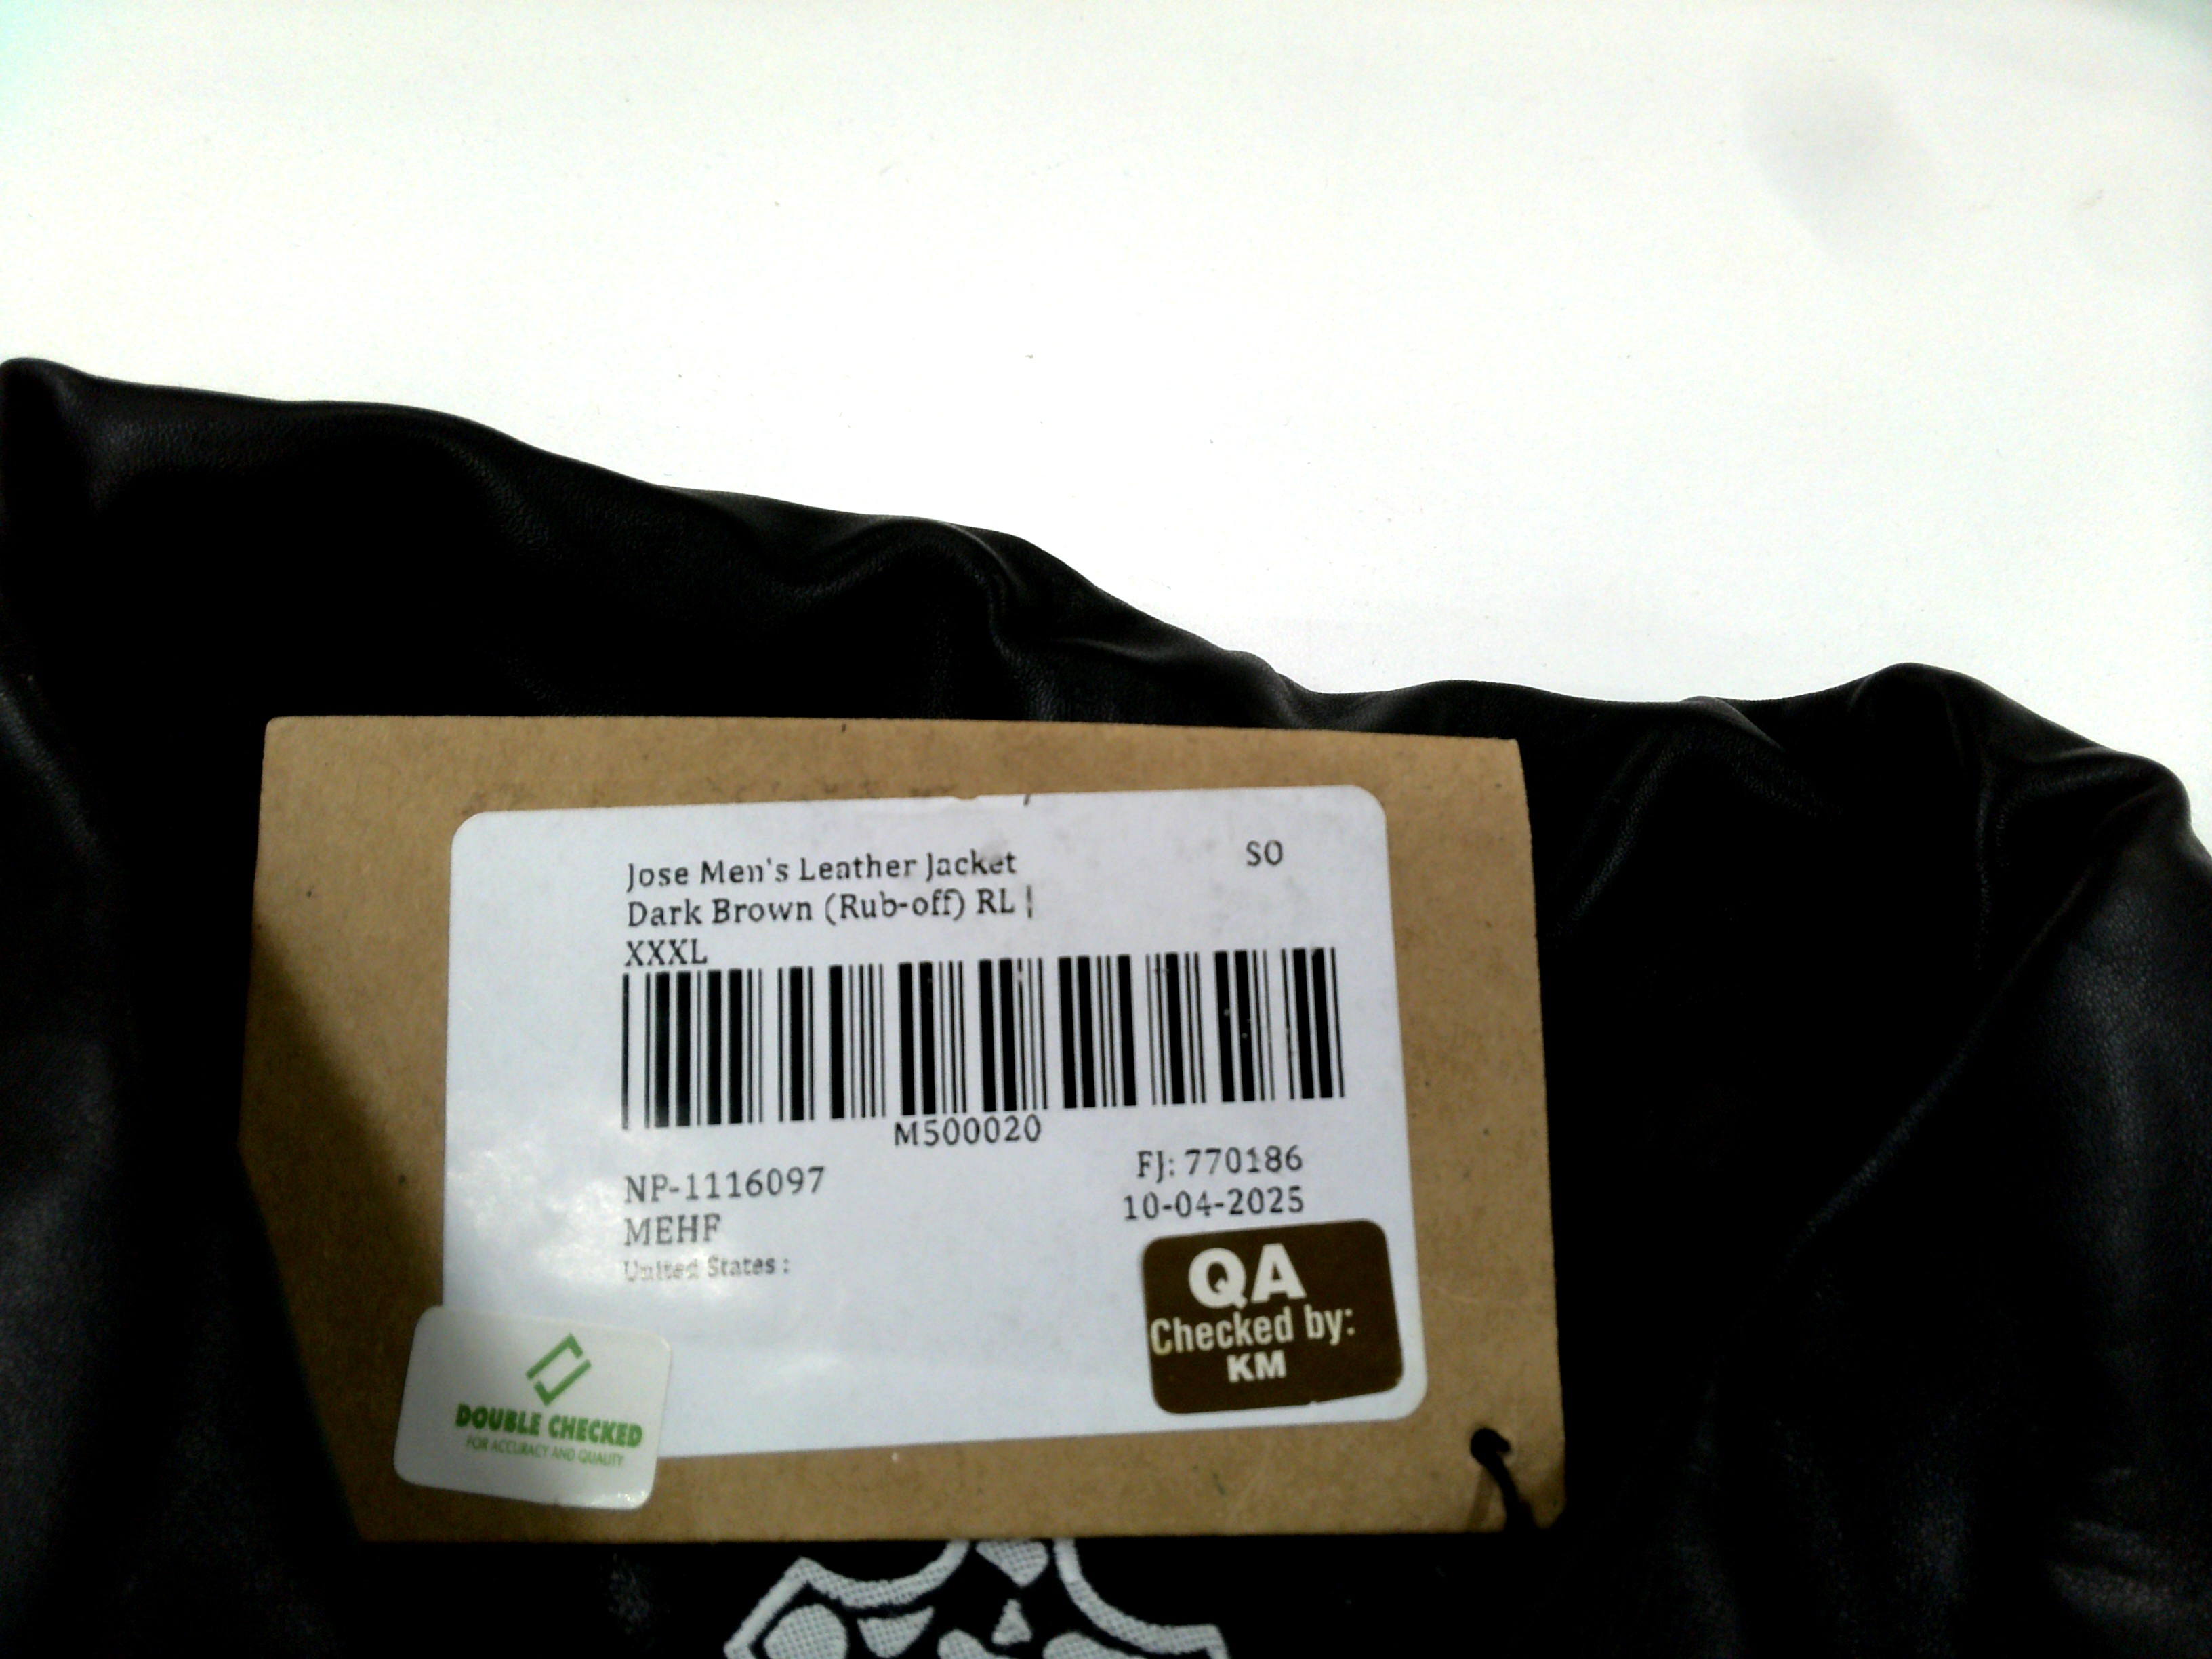 Jose Men's Leather Jacket
SO
Dark Brown (Rub-off) RL |
XXXL
M500020
NP-1116097
FJ: 770186
MEHF
10-04-2025
United States :
QA
Checked by:
KM
DOUBLE CHECKED
FOR ACCURACY AND QUALITY